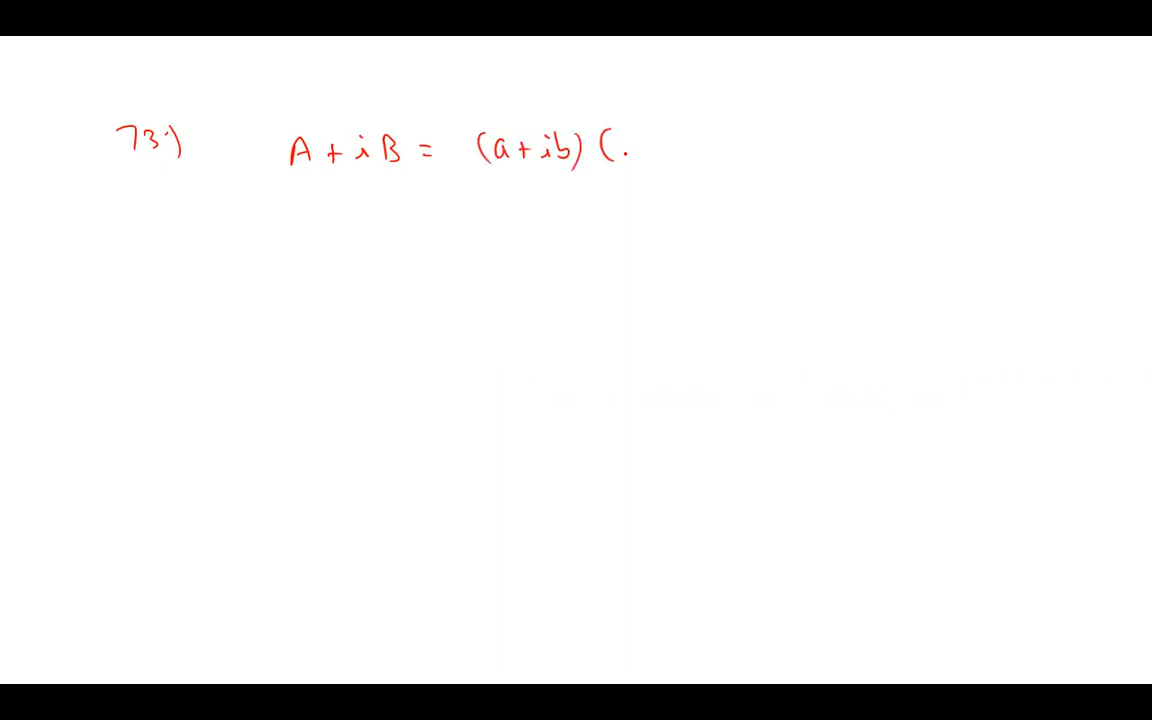 73) A + iB = (a + ib) (.